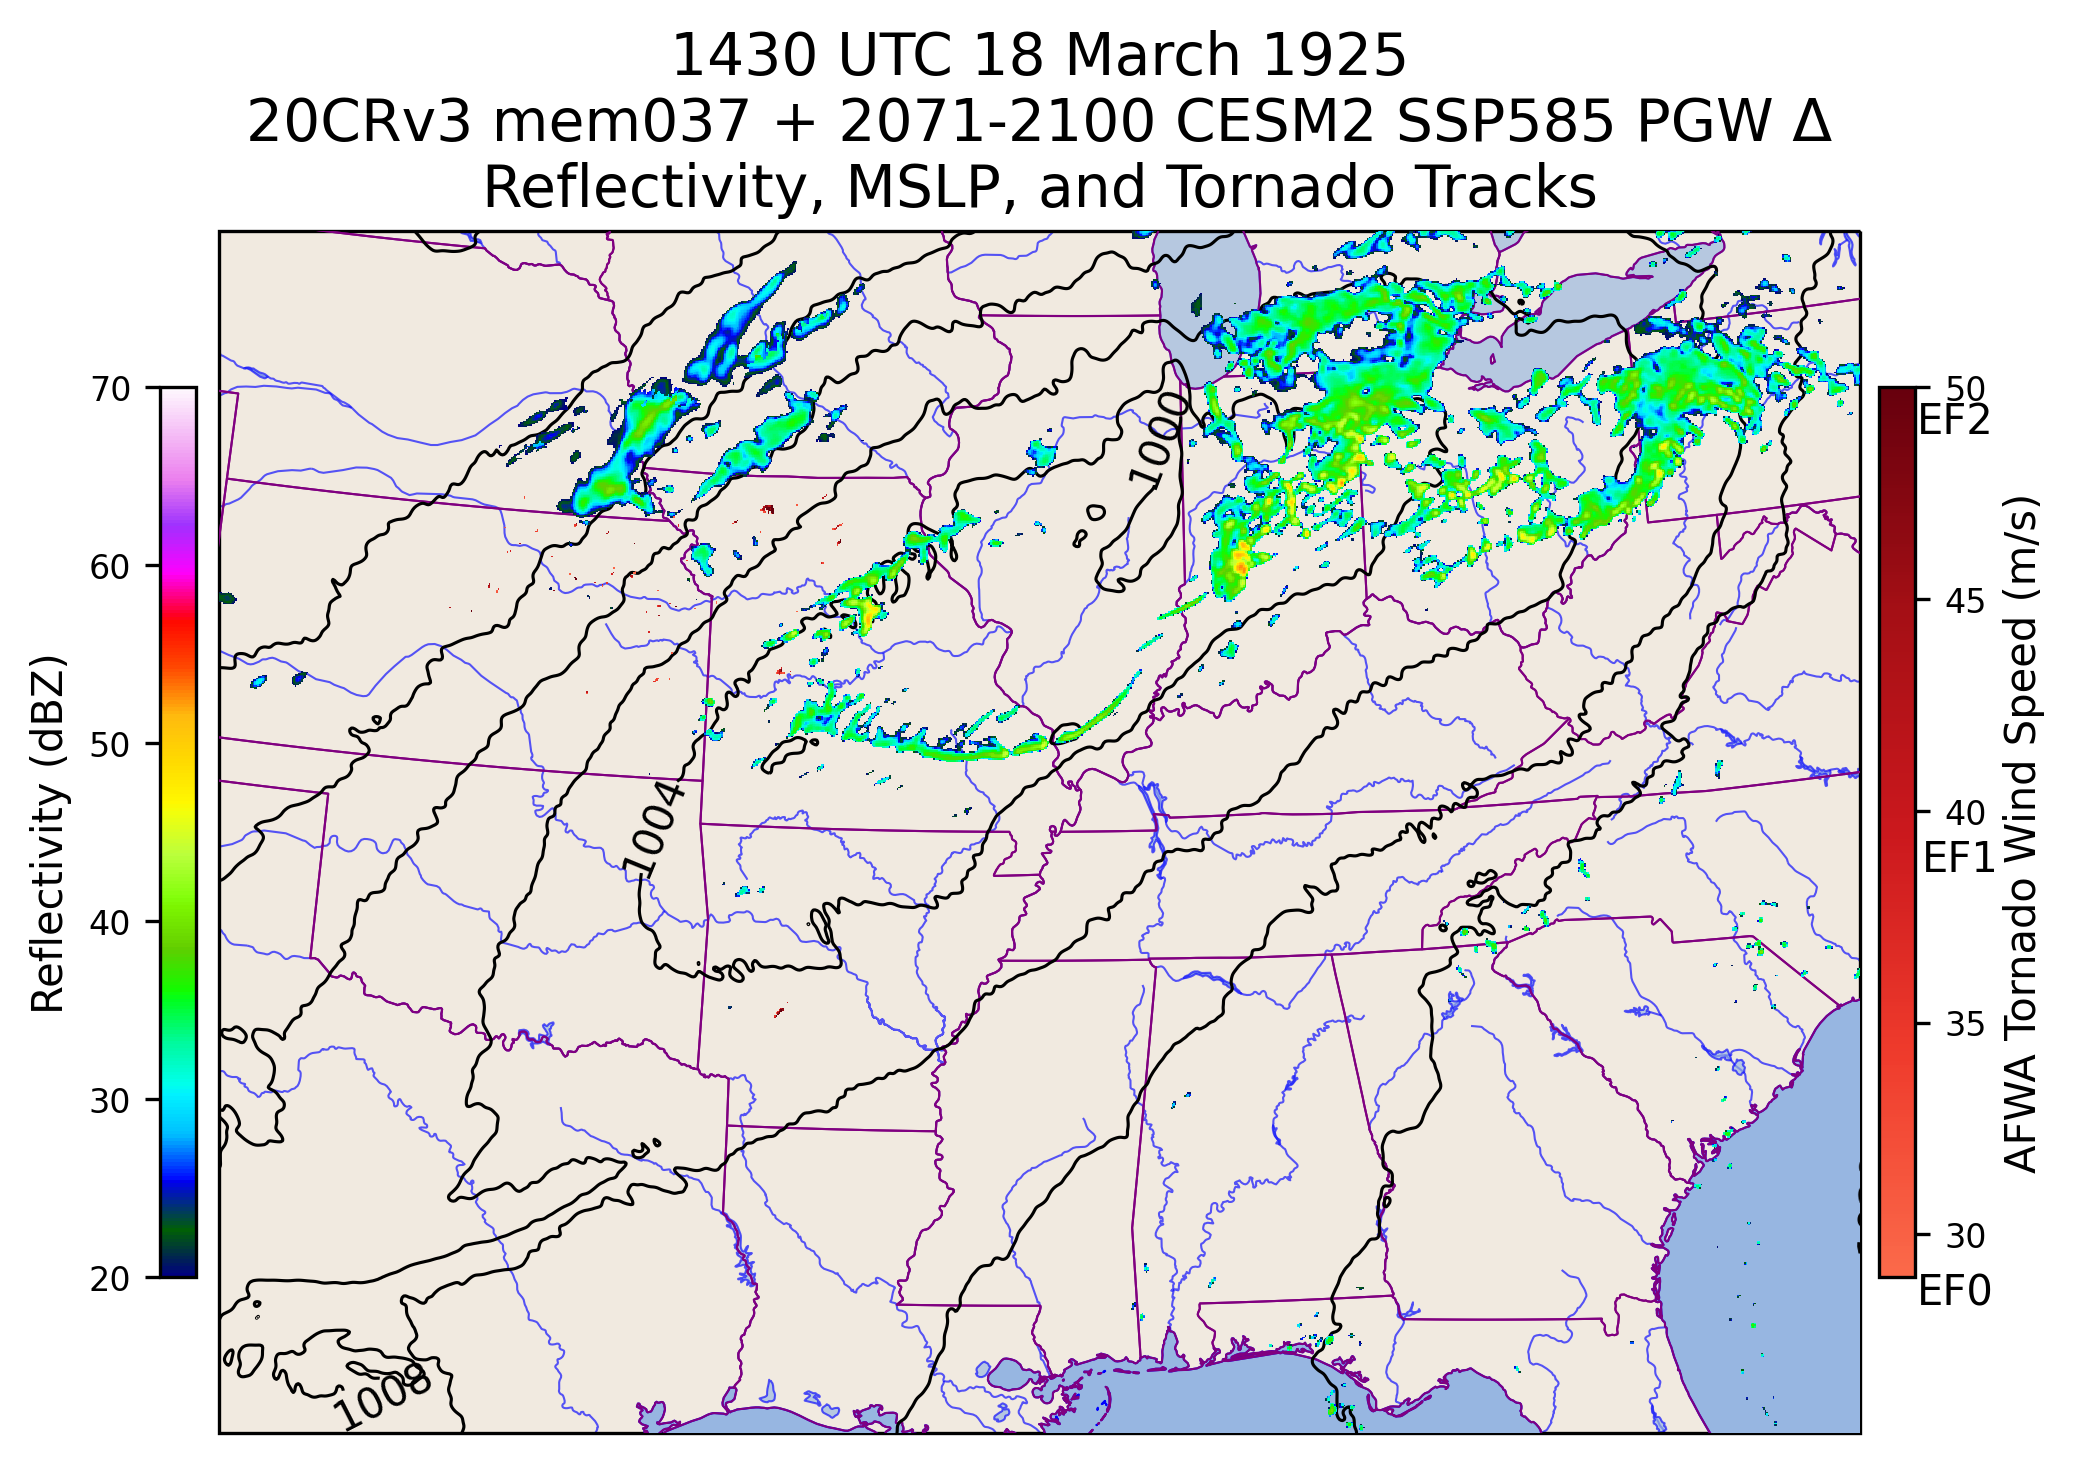 1430 UTC 18 March 1925
20CRv3 mem037 + 2071-2100 CESM2 SSP585 PGW Δ
Reflectivity, MSLP, and Tornado Tracks
70
60
50
40
30
20
Reflectivity (dBZ)
1000
1004
1008
50
EF2
45
40
EF1
35
30
EF0
AFWA Tornado Wind Speed (m/s)